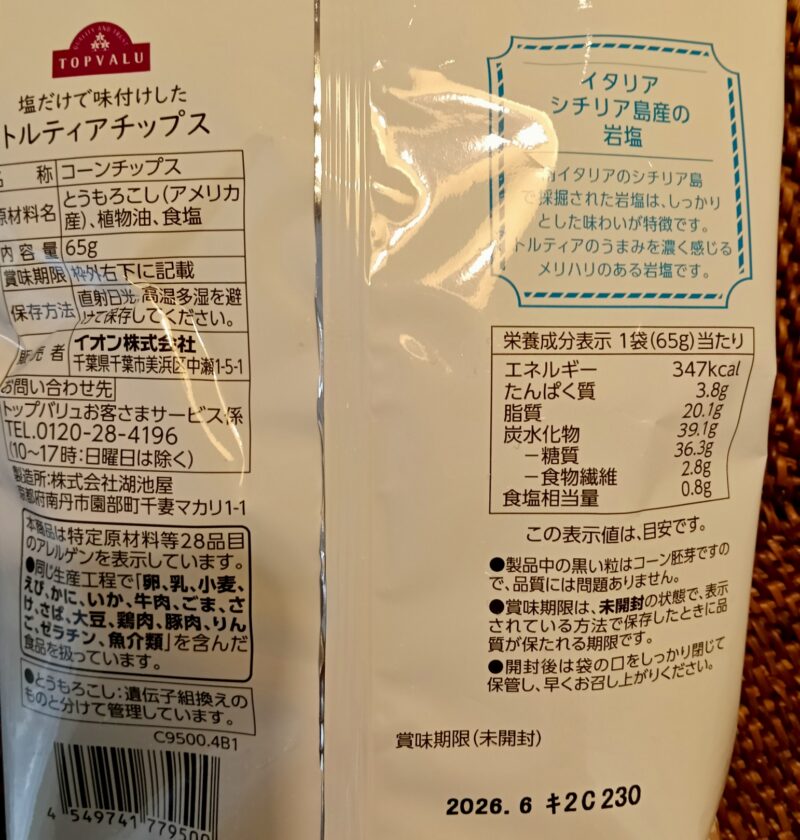 QUALITY AND TRUST
TOPVALU
塩だけで味付けした
トルティアチップス
名 称 コーンチップス
原材料名 とうもろこし(アメリカ
産)、植物油、食塩
内容量 65g
賞味期限 枠外右下に記載
保存方法 直射日光、高温多湿を避
けて保存してください。
販売者 イオン株式会社
千葉県千葉市美浜区中瀬1-5-1
お問い合わせ先
トップバリュお客さまサービス係
TEL.0120-28-4196
(10〜17時:日曜日は除く)
製造所:株式会社湖池屋
京都府南丹市園部町千妻マカリ1-1
本商品は特定原材料等28品目
のアレルゲンを表示しています。
●同じ生産工程で「卵、乳、小麦、
えび、かに、いか、牛肉、ごま、さ
け、さば、大豆、鶏肉、豚肉、りん
ご、ゼラチン、魚介類」を含んだ
食品を扱っています。
●とうもろこし:遺伝子組換えの
ものと分けて管理しています。
C9500.4B1
4 549741 779500
イタリア
シチリア島産の
岩塩
イタリアのシチリア島
で採掘された岩塩は、しっかり
とした味わいが特徴です。
トルティアのうまみを濃く感じる
メリハリのある岩塩です。
栄養成分表示 1袋(65g)当たり
エネルギー 347kcal
たんぱく質 3.8g
脂質 20.1g
炭水化物 39.1g
－糖質 36.3g
－食物繊維 2.8g
食塩相当量 0.8g
この表示値は、目安です。
●製品中の黒い粒はコーン胚芽ですの
で、品質には問題ありません。
●賞味期限は、未開封の状態で、表示
されている方法で保存したときに品
質が保たれる期限です。
●開封後は袋の口をしっかり閉じて
保管し、早くお召し上がりください。
賞味期限(未開封)
2026.6 キ2C230